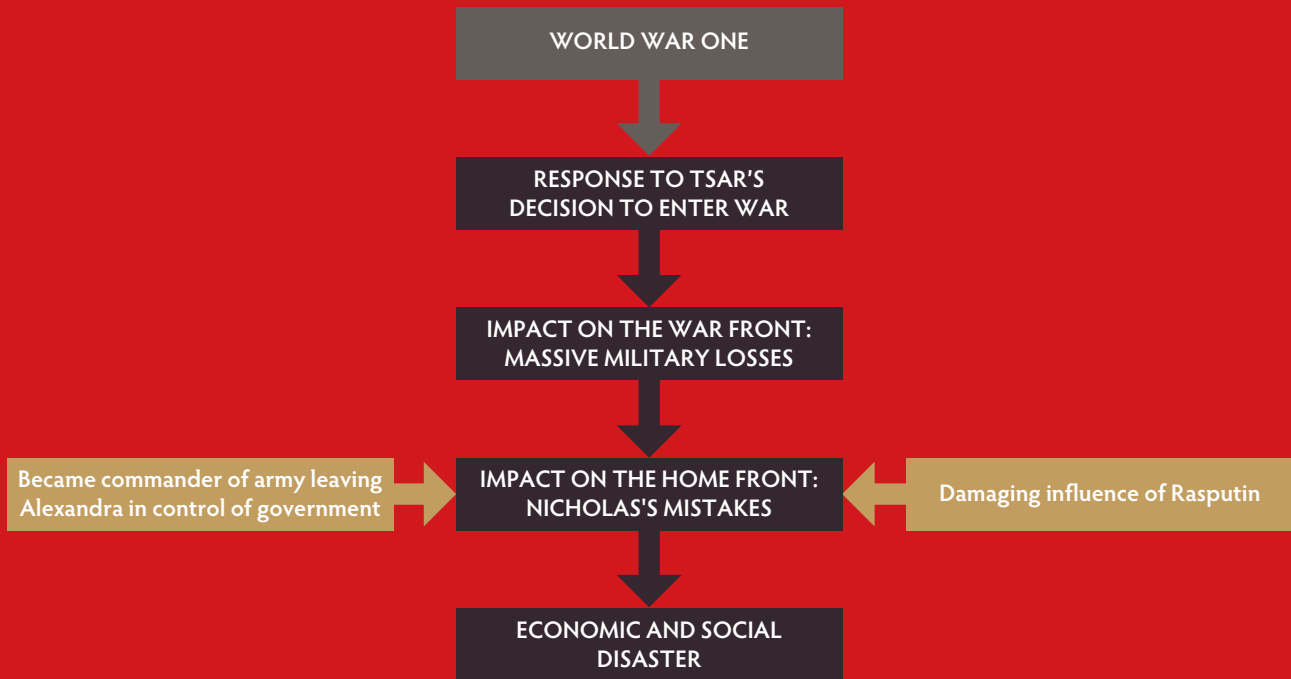 WORLD WAR ONE
RESPONSE TO TSAR'S
DECISION TO ENTER WAR
IMPACT ON THE WAR FRONT:
MASSIVE MILITARY LOSSES
Became commander of army leaving
Alexandra in control of government
IMPACT ON THE HOME FRONT:
NICHOLAS'S MISTAKES
Damaging influence of Rasputin
ECONOMIC AND SOCIAL
DISASTER